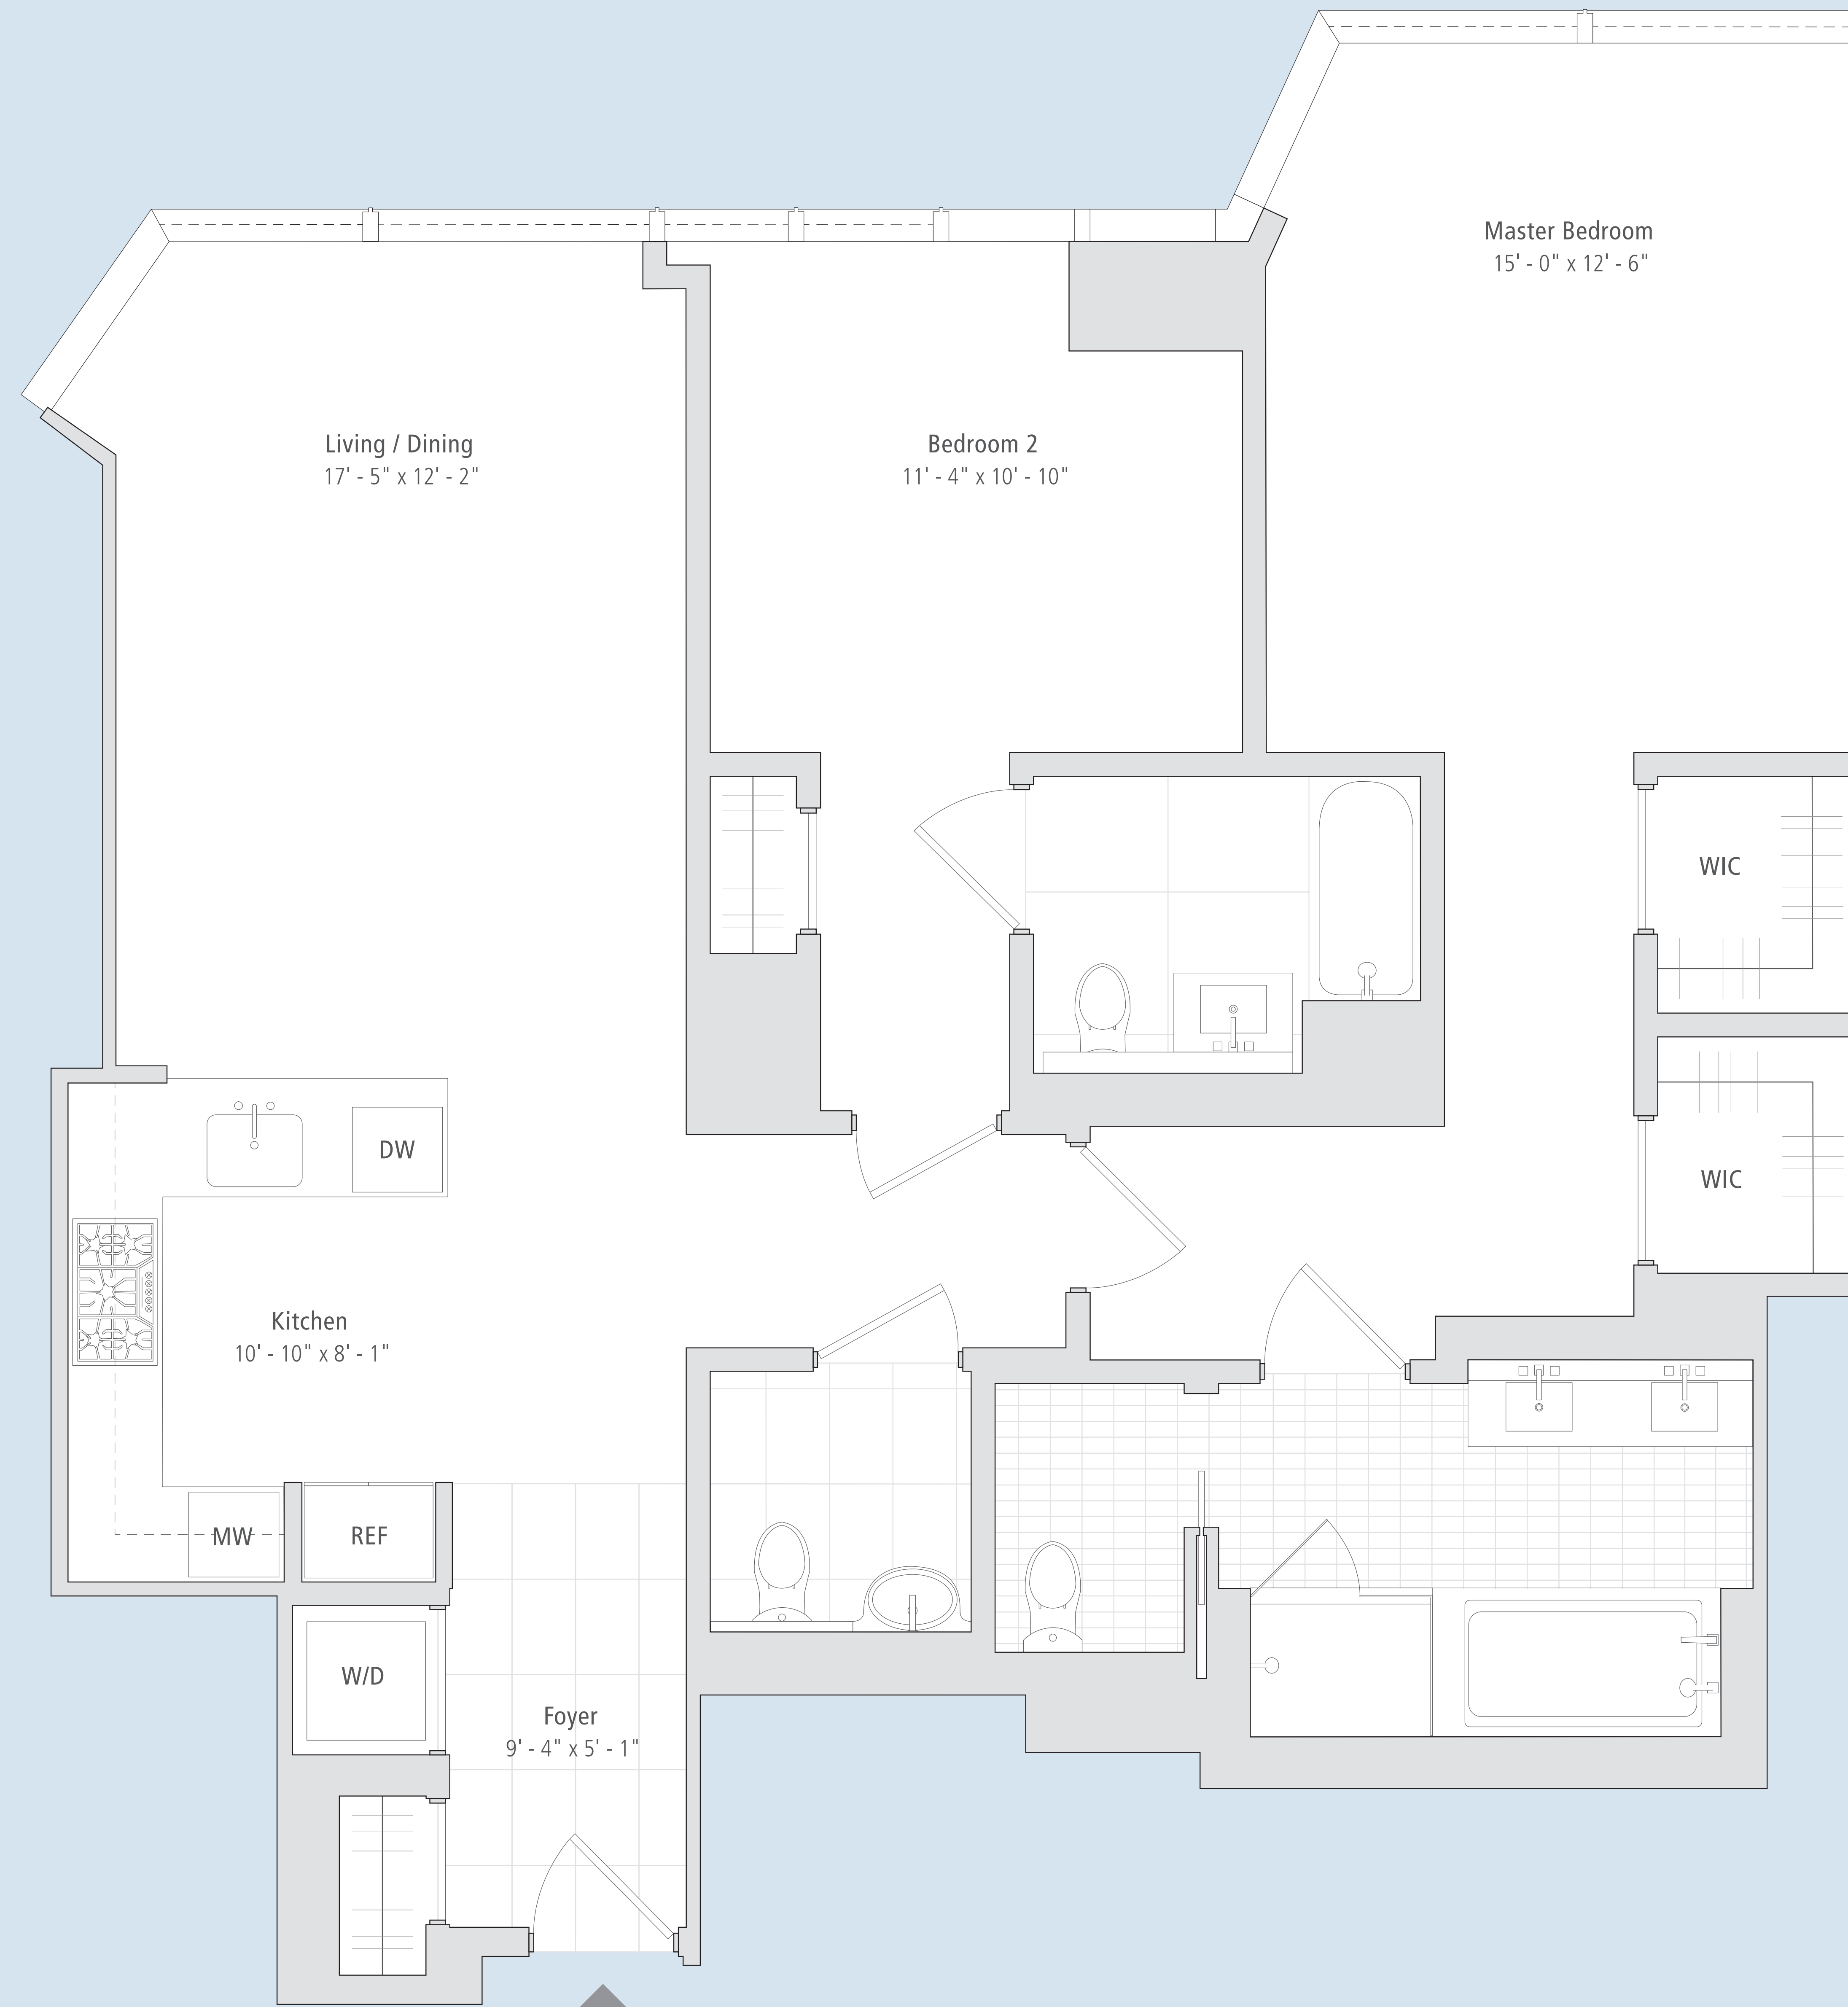 Master Bedroom
15' - 0" x 12' - 6"
Living / Dining
17' - 5" x 12' - 2"
Bedroom 2
11' - 4" x 10' - 10"
WIC
DW
WIC
Kitchen
10' - 10" x 8' - 1"
MW
REF
W/D
Foyer
9' - 4" x 5' - 1"